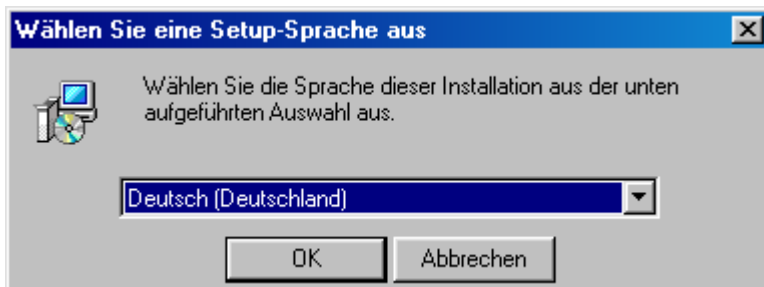 Wählen Sie eine Setup-Sprache aus
Wählen Sie die Sprache dieser Installation aus der unten
aufgeführten Auswahl aus.
Deutsch (Deutschland)
OK
Abbrechen